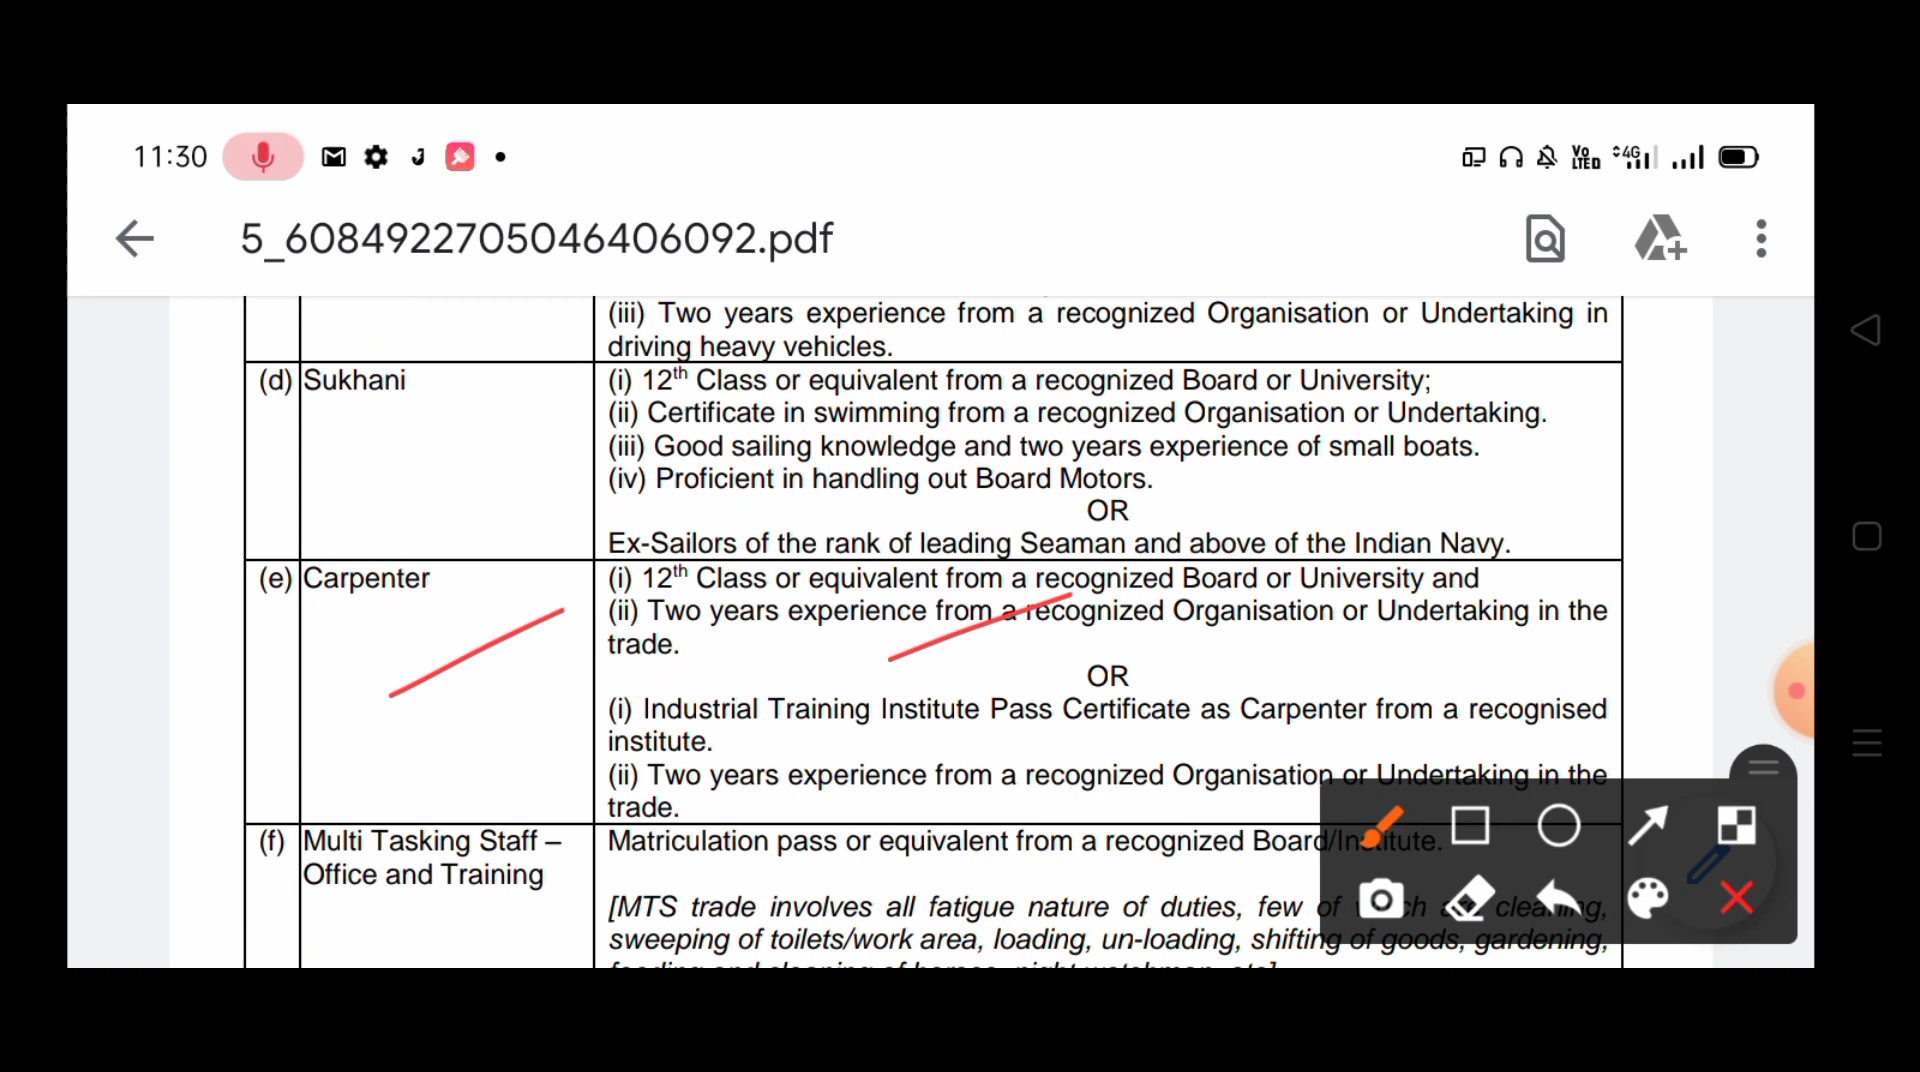 11:30
Vo LTED
4G
5_6084922705046406092.pdf
(iii) Two years experience from a recognized Organisation or Undertaking in
driving heavy vehicles.
(d) Sukhani
(i) 12th Class or equivalent from a recognized Board or University;
(ii) Certificate in swimming from a recognized Organisation or Undertaking.
(iii) Good sailing knowledge and two years experience of small boats.
(iv) Proficient in handling out Board Motors.
OR
Ex-Sailors of the rank of leading Seaman and above of the Indian Navy.
(e) Carpenter
(i) 12th Class or equivalent from a recognized Board or University and
(ii) Two years experience from a recognized Organisation or Undertaking in the
trade.
OR
(i) Industrial Training Institute Pass Certificate as Carpenter from a recognised
institute.
(ii) Two years experience from a recognized Organisation or Undertaking in the
trade.
(f) Multi Tasking Staff –
Office and Training
Matriculation pass or equivalent from a recognized Board/Institute.
[MTS trade involves all fatigue nature of duties, few of which are cleaning,
sweeping of toilets/work area, loading, un-loading, shifting of goods, gardening,